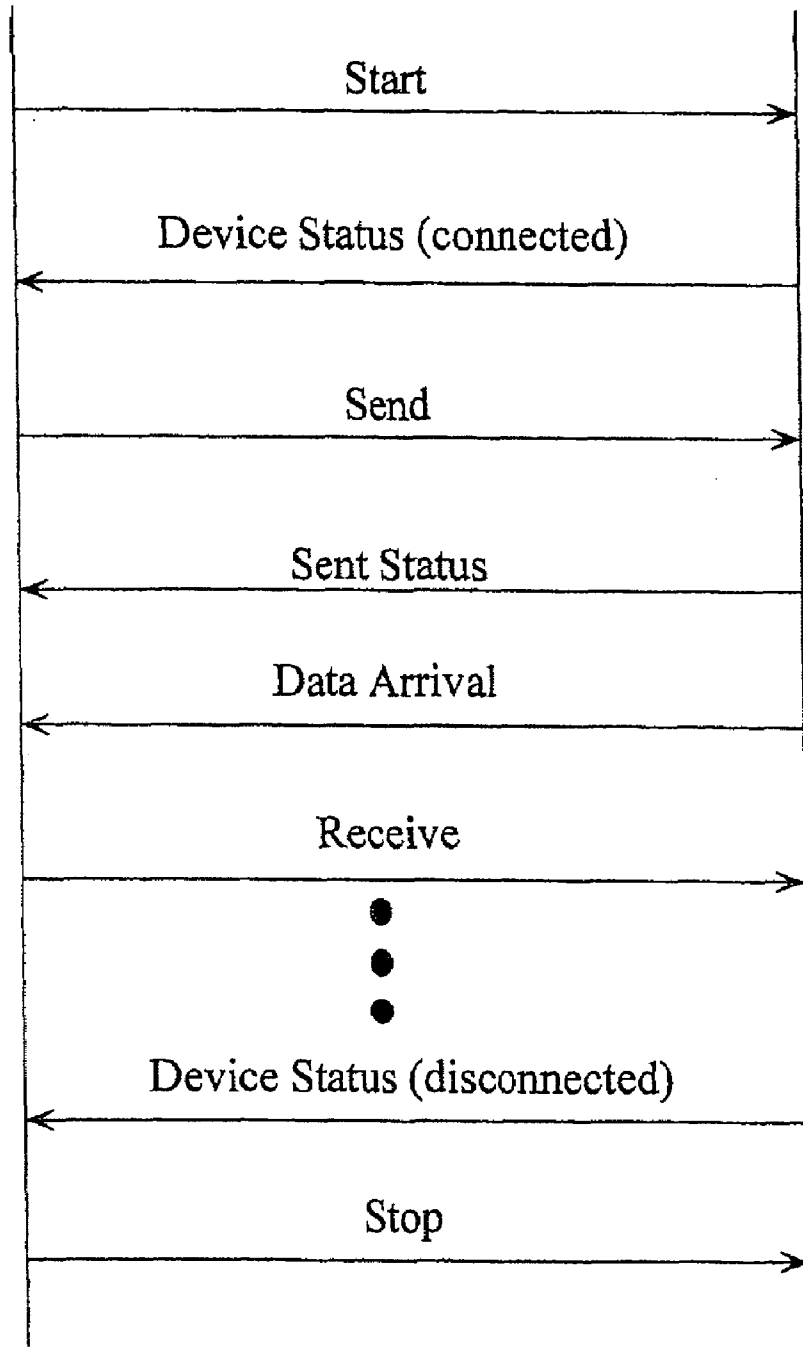 Start
Device Status (connected)
Send
Sent Status
Data Arrival
Receive
Device Status (disconnected)
Stop